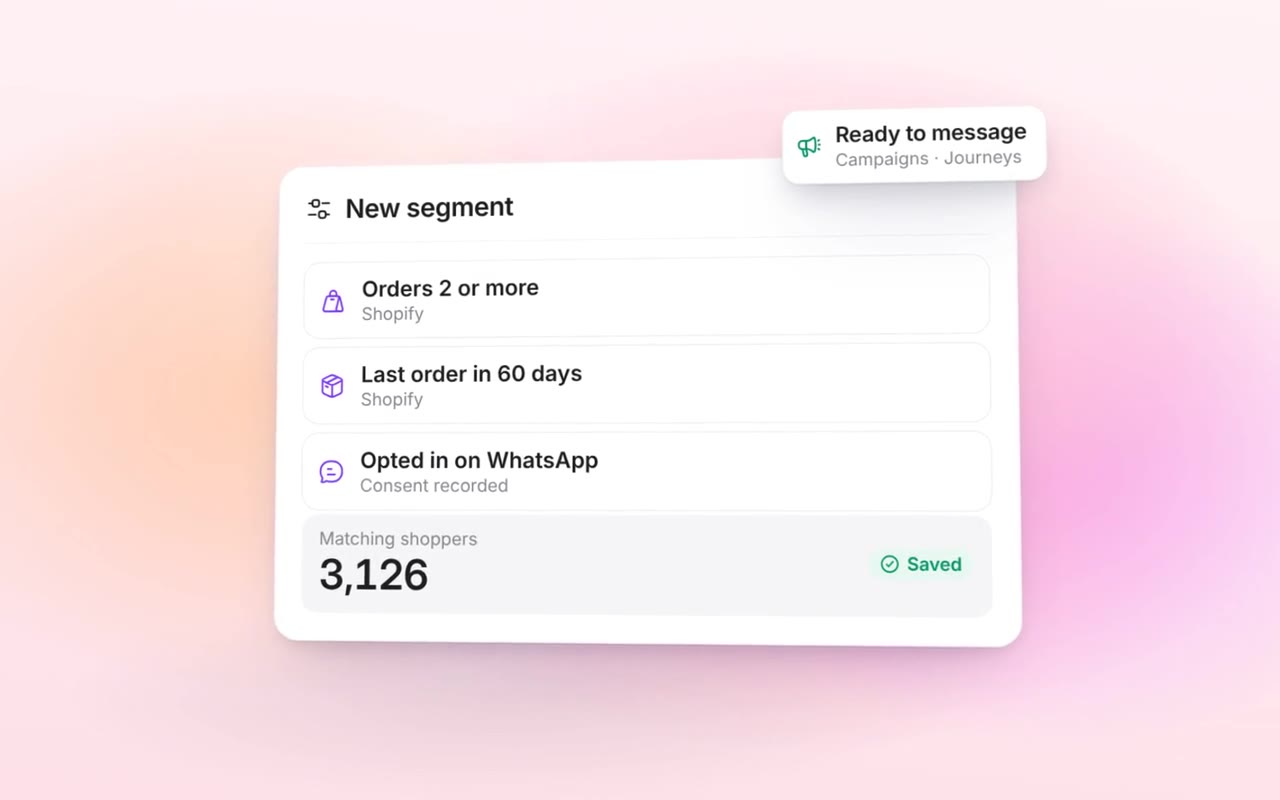 Ready to message
Campaigns · Journeys
New segment
Orders 2 or more
Shopify
Last order in 60 days
Shopify
Opted in on WhatsApp
Consent recorded
Matching shoppers
3,126
Saved